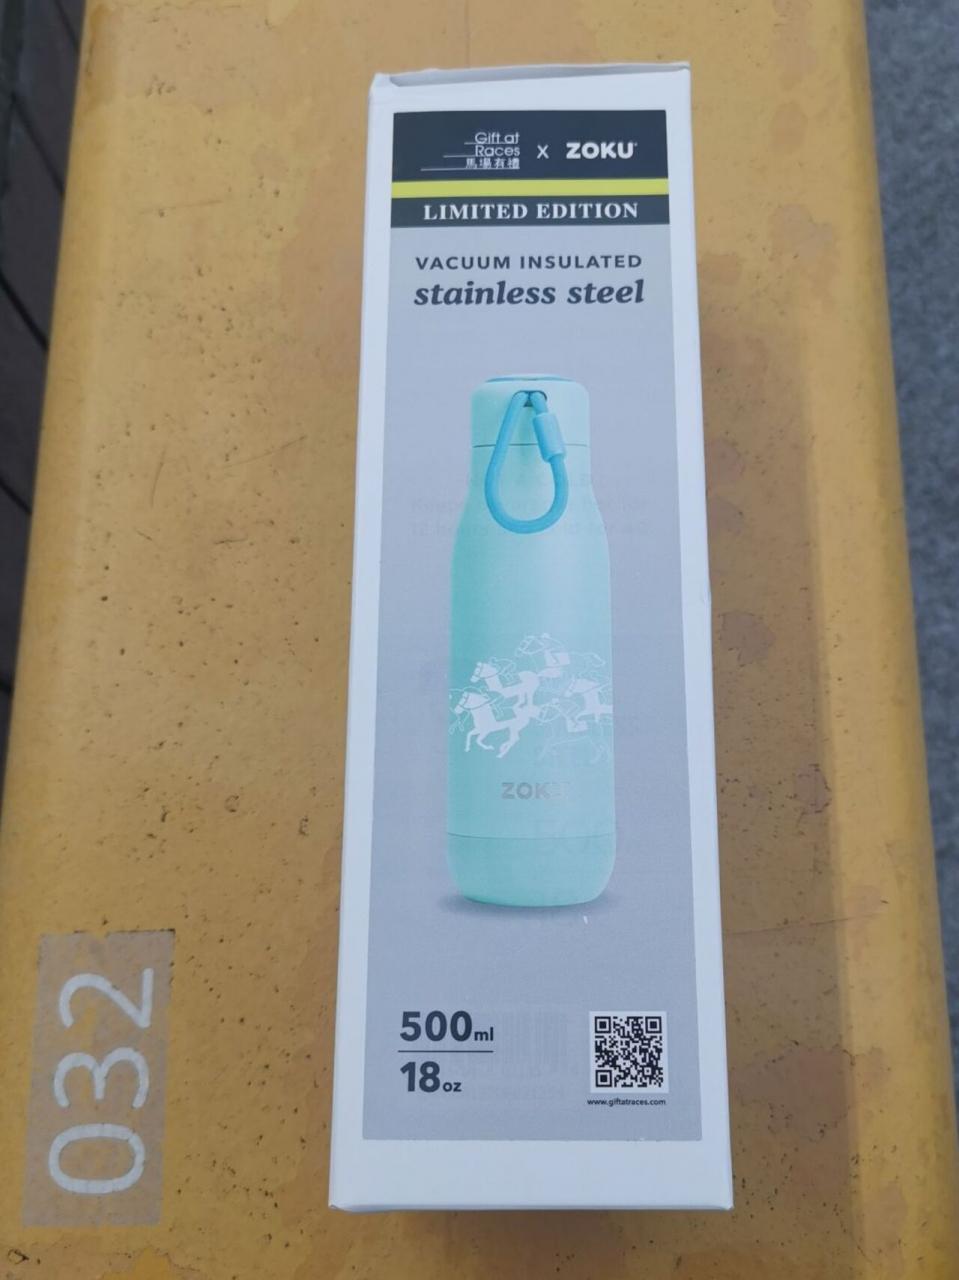 Gift at
Races
馬場有禮
x ZOKU
LIMITED EDITION
VACUUM INSULATED
stainless steel
ZOKU
500ml
18oz
www.giftatraces.com
032